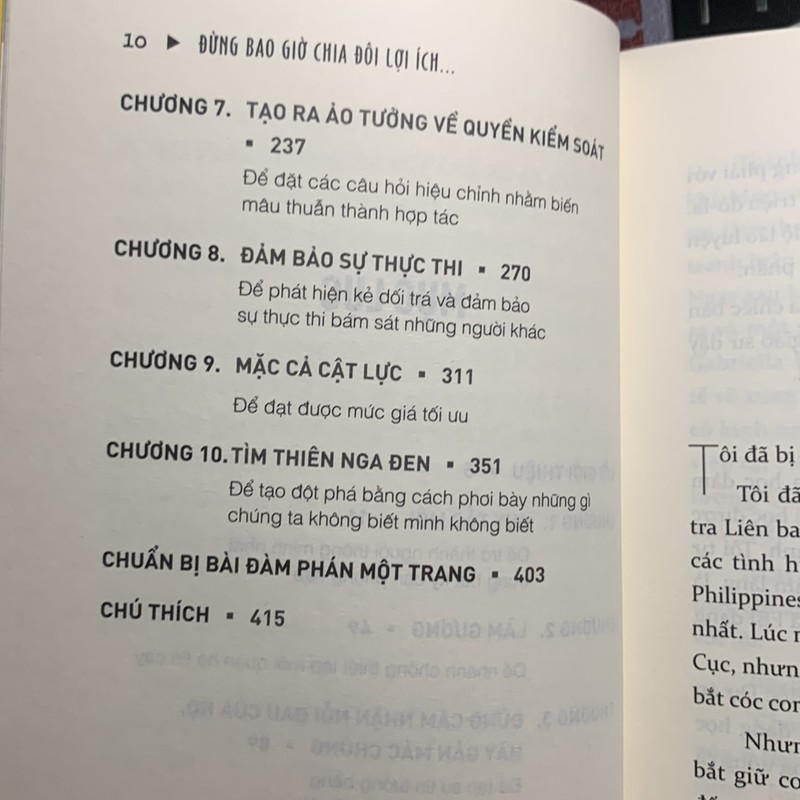 10 ▶ ĐỪNG BAO GIỜ CHIA ĐÔI LỢI ÍCH...
CHƯƠNG 7. TẠO RA ẢO TƯỞNG VỀ QUYỀN KIỂM SOÁT
▪ 237
Để đặt các câu hỏi hiệu chỉnh nhằm biến
mâu thuẫn thành hợp tác
CHƯƠNG 8. ĐẢM BẢO SỰ THỰC THI ▪ 270
Để phát hiện kẻ dối trá và đảm bảo
sự thực thi bám sát những người khác
CHƯƠNG 9. MẶC CẢ CẬT LỰC ▪ 311
Để đạt được mức giá tối ưu
CHƯƠNG 10. TÌM THIÊN NGA ĐEN ▪ 351
Để tạo đột phá bằng cách phơi bày những gì
chúng ta không biết mình không biết
CHUẨN BỊ BÀI ĐÀM PHÁN MỘT TRANG ▪ 403
CHÚ THÍCH ▪ 415
Tôi đã bị
Tôi đã
tra Liên ba
các tình h
Philippines
nhất. Lúc
Cục, nhưn
bắt cóc con
Nhưn
bắt giữ co